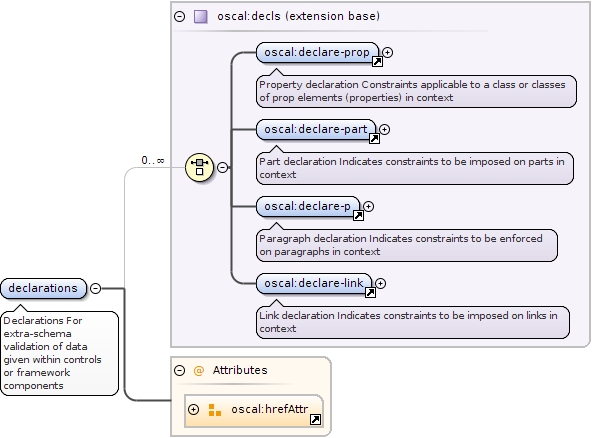 oscal:decls (extension base)
oscal:declare-prop
Property declaration Constraints applicable to a class or classes
of prop elements (properties) in context
oscal:declare-part
Part declaration Indicates constraints to be imposed on parts in
context
0..∞
oscal:declare-p
Paragraph declaration Indicates constraints to be enforced
on paragraphs in context
oscal:declare-link
Link declaration Indicates constraints to be imposed on links in
context
declarations
Declarations For
extra-schema
validation of data
given within controls
or framework
components
@ Attributes
oscal:hrefAttr